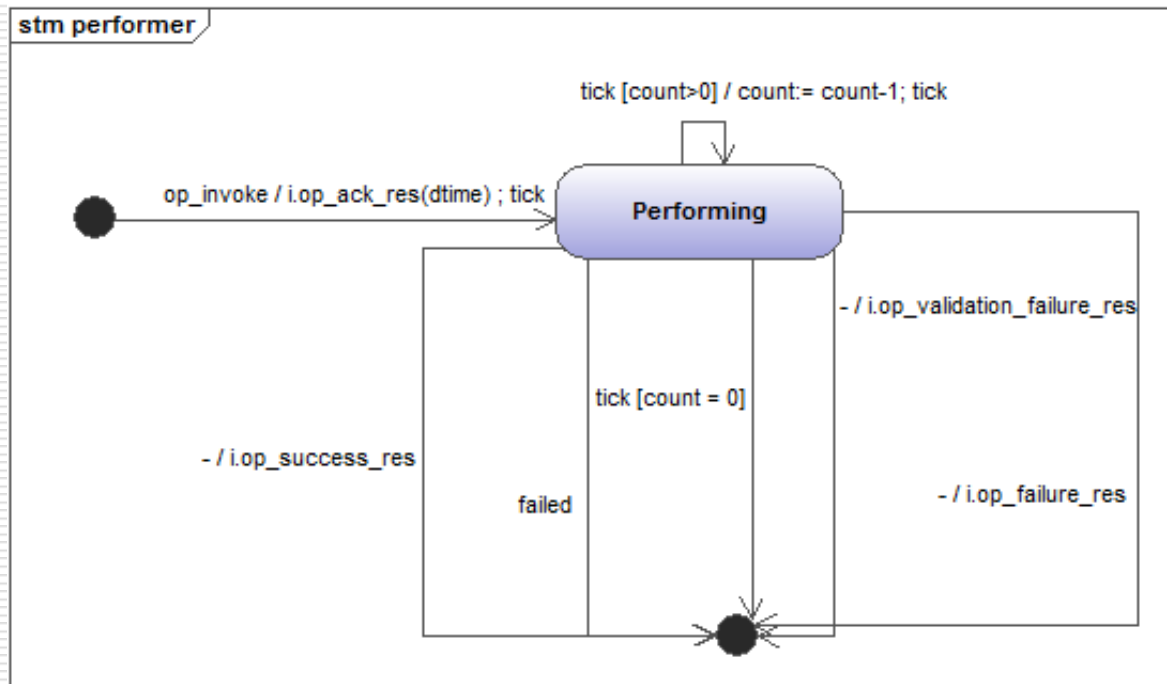 stm performer
tick [count>0] / count:= count-1; tick
op_invoke / i.op_ack_res(dtime) ; tick
Performing
- / i.op_validation_failure_res
tick [count = 0]
- / i.op_success_res
- / i.op_failure_res
failed